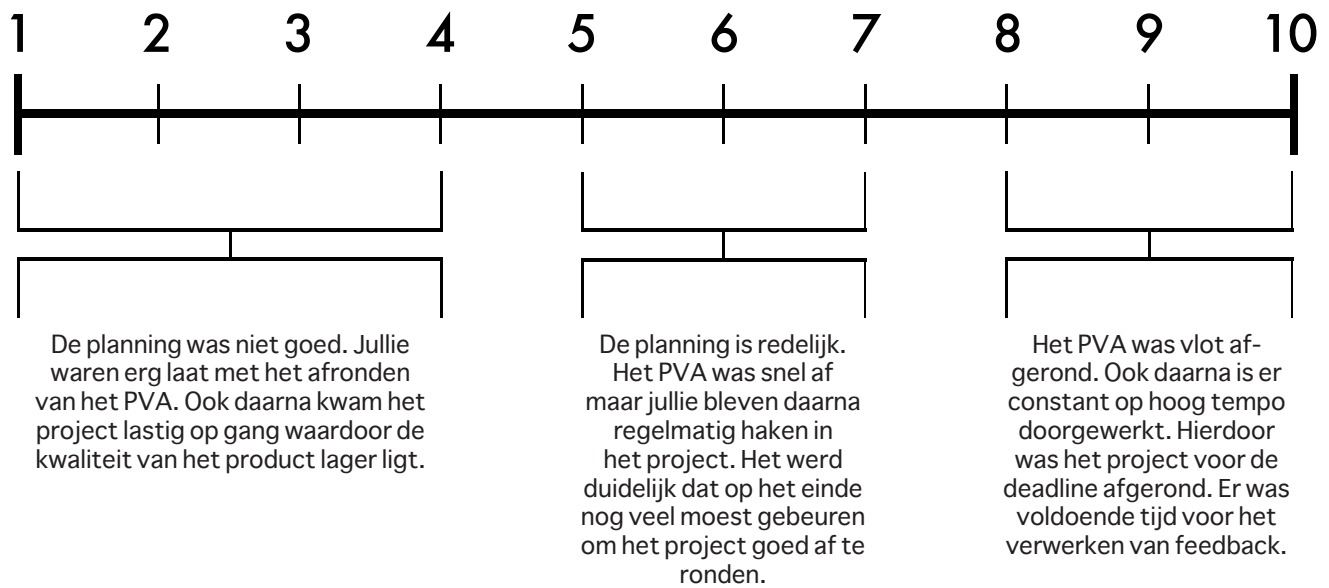 1 2 3 4 5 6 7 8 9 10
De planning was niet goed. Jullie
waren erg laat met het afronden
van het PVA. Ook daarna kwam het
project lastig op gang waardoor de
kwaliteit van het product lager ligt.
De planning is redelijk.
Het PVA was snel af
maar jullie bleven daarna
regelmatig haken in
het project. Het werd
duidelijk dat op het einde
nog veel moest gebeuren
om het project goed af te
ronden.
Het PVA was vlot af-
gerond. Ook daarna is er
constant op hoog tempo
doorgewerkt. Hierdoor
was het project voor de
deadline afgerond. Er was
voldoende tijd voor het
verwerken van feedback.